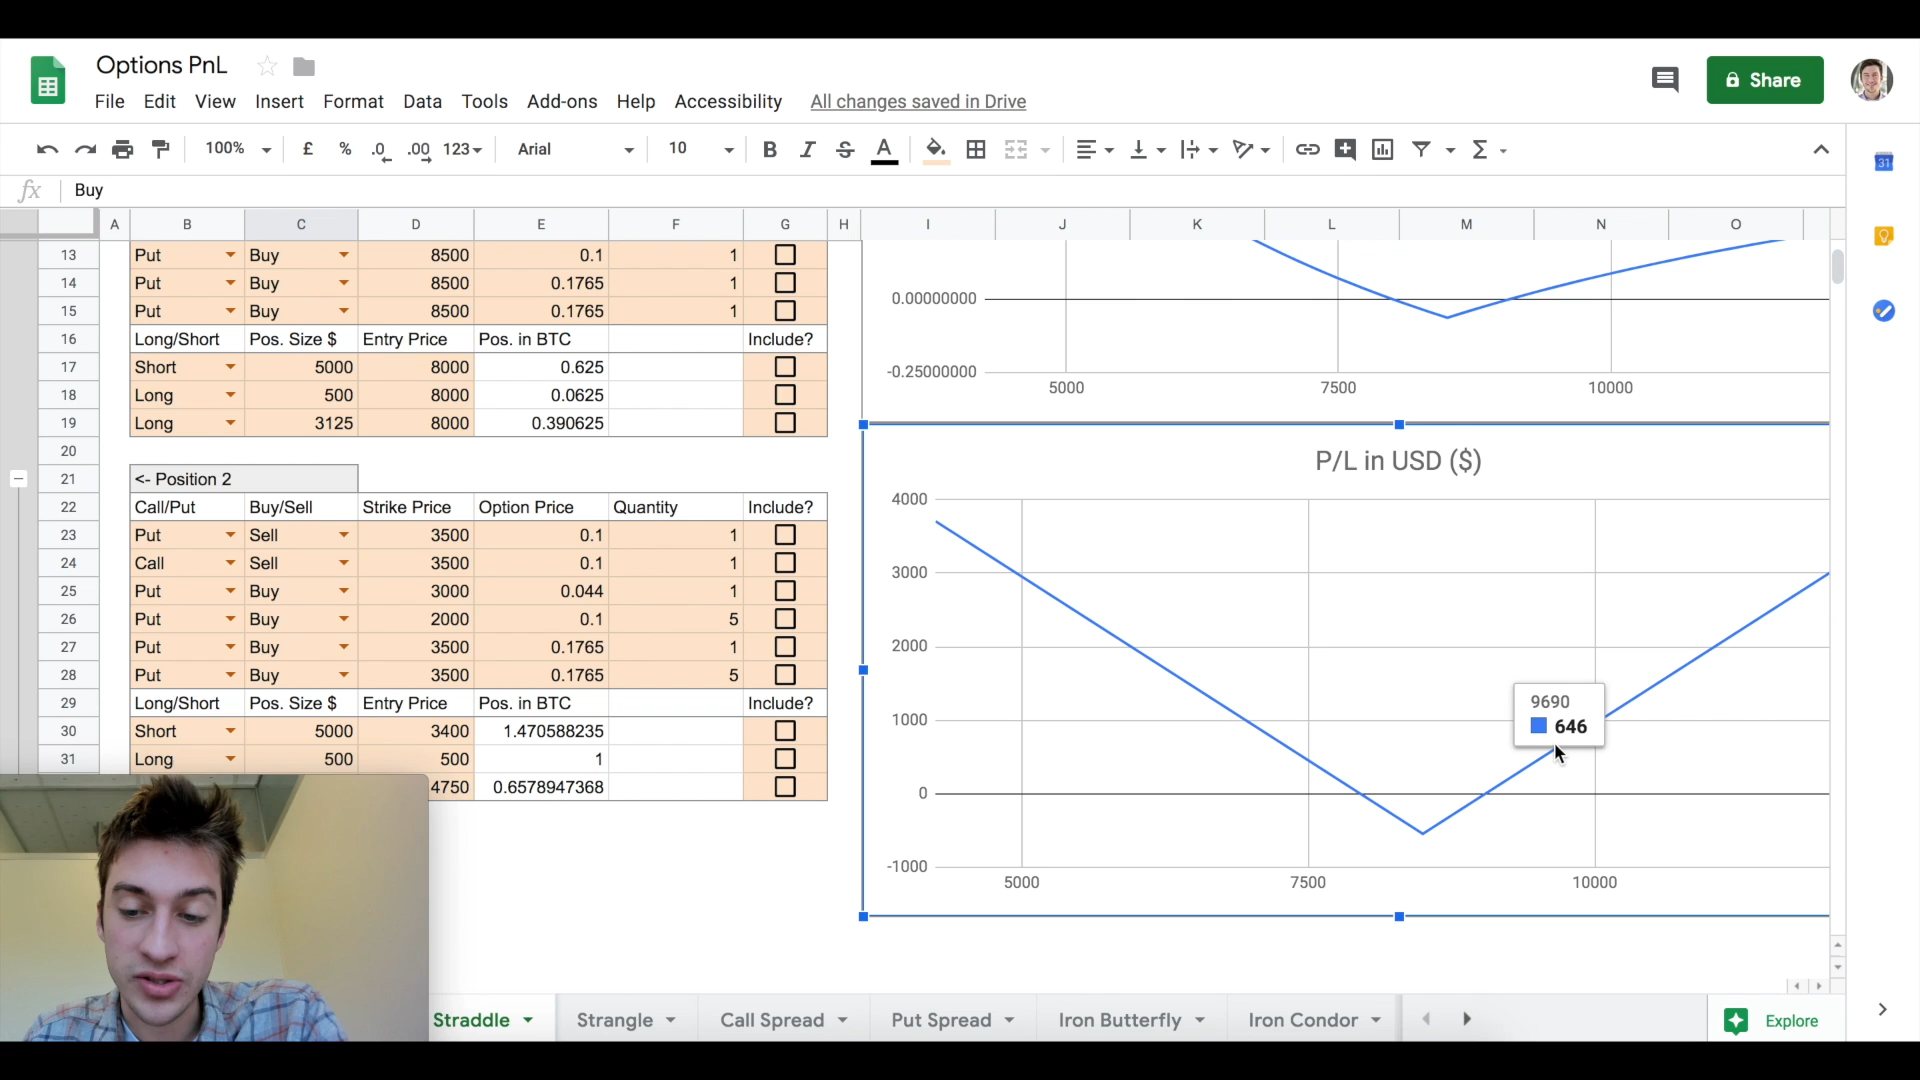 Options PnL
File Edit View Insert Format Data Tools Add-ons Help Accessibility All changes saved in Drive
Share
100% £ % .0 .00 123 Arial 10 B I S A Σ
31
fx Buy
A B C D E F G H I J K L M N O
13 Put Buy 8500 0.1 1
14 Put Buy 8500 0.1765 1
15 Put Buy 8500 0.1765 1
16 Long/Short Pos. Size $ Entry Price Pos. in BTC Include?
17 Short 5000 8000 0.625
18 Long 500 8000 0.0625
19 Long 3125 8000 0.390625
20
21 <- Position 2
22 Call/Put Buy/Sell Strike Price Option Price Quantity Include?
23 Put Sell 3500 0.1 1
24 Call Sell 3500 0.1 1
25 Put Buy 3000 0.044 1
26 Put Buy 2000 0.1 5
27 Put Buy 3500 0.1765 1
28 Put Buy 3500 0.1765 5
29 Long/Short Pos. Size $ Entry Price Pos. in BTC Include?
30 Short 5000 3400 1.470588235
31 Long 500 500 1
4750 0.6578947368
0.00000000
-0.25000000
5000 7500 10000
P/L in USD ($)
4000
3000
2000
1000
0
-1000
5000 7500 10000
9690
646
Straddle Strangle Call Spread Put Spread Iron Butterfly Iron Condor Explore